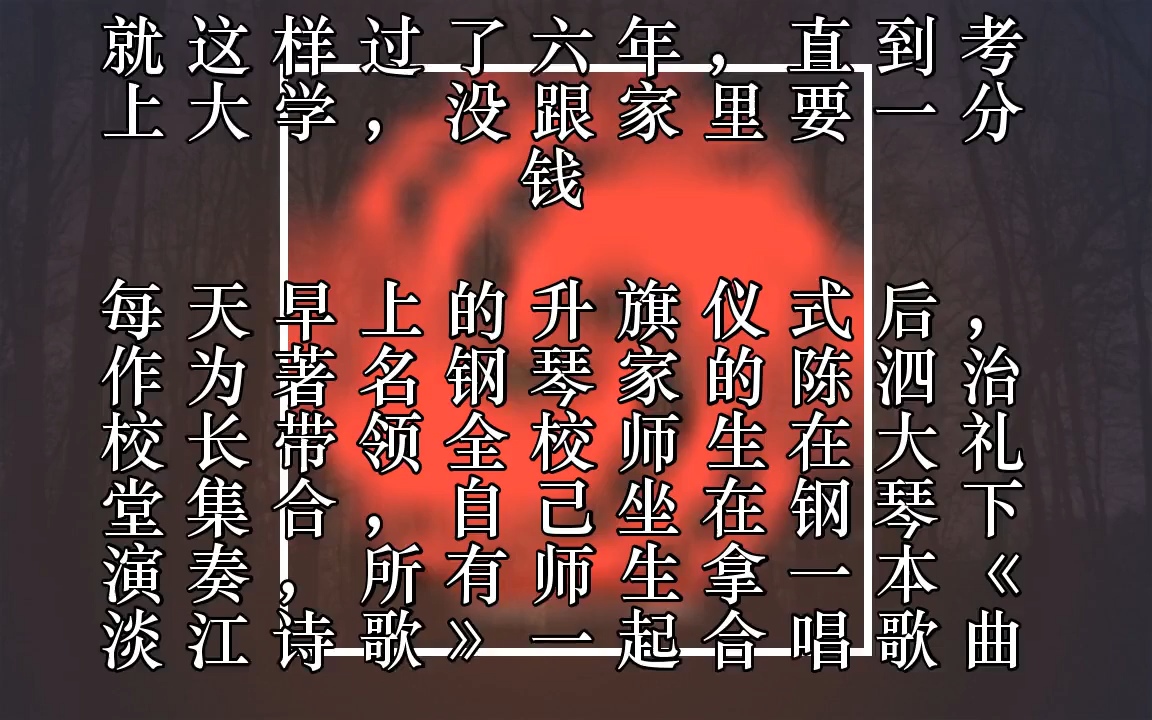 就这样过了六年，直到考
上大学，没跟家里要一分
钱
每天早上的升旗仪式后，
作为著名钢琴家的陈泗治
校长带领全校师生在大礼
堂集合，自己坐在钢琴下
演奏，所有师生拿一本《
淡江诗歌》一起合唱歌曲